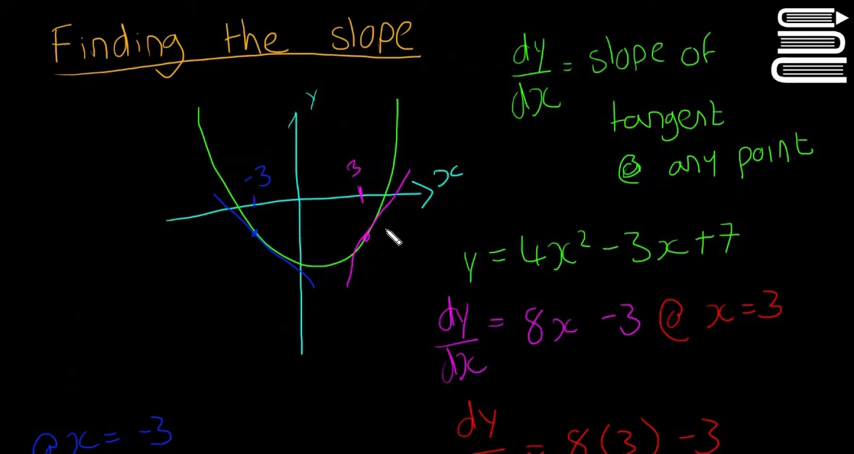 Finding the slope
y
-3
3
x
dy/dx = slope of
tangent
@ any point
y = 4x² - 3x + 7
dy/dx = 8x - 3 @ x = 3
@ x = -3
dy
= 8(3) - 3